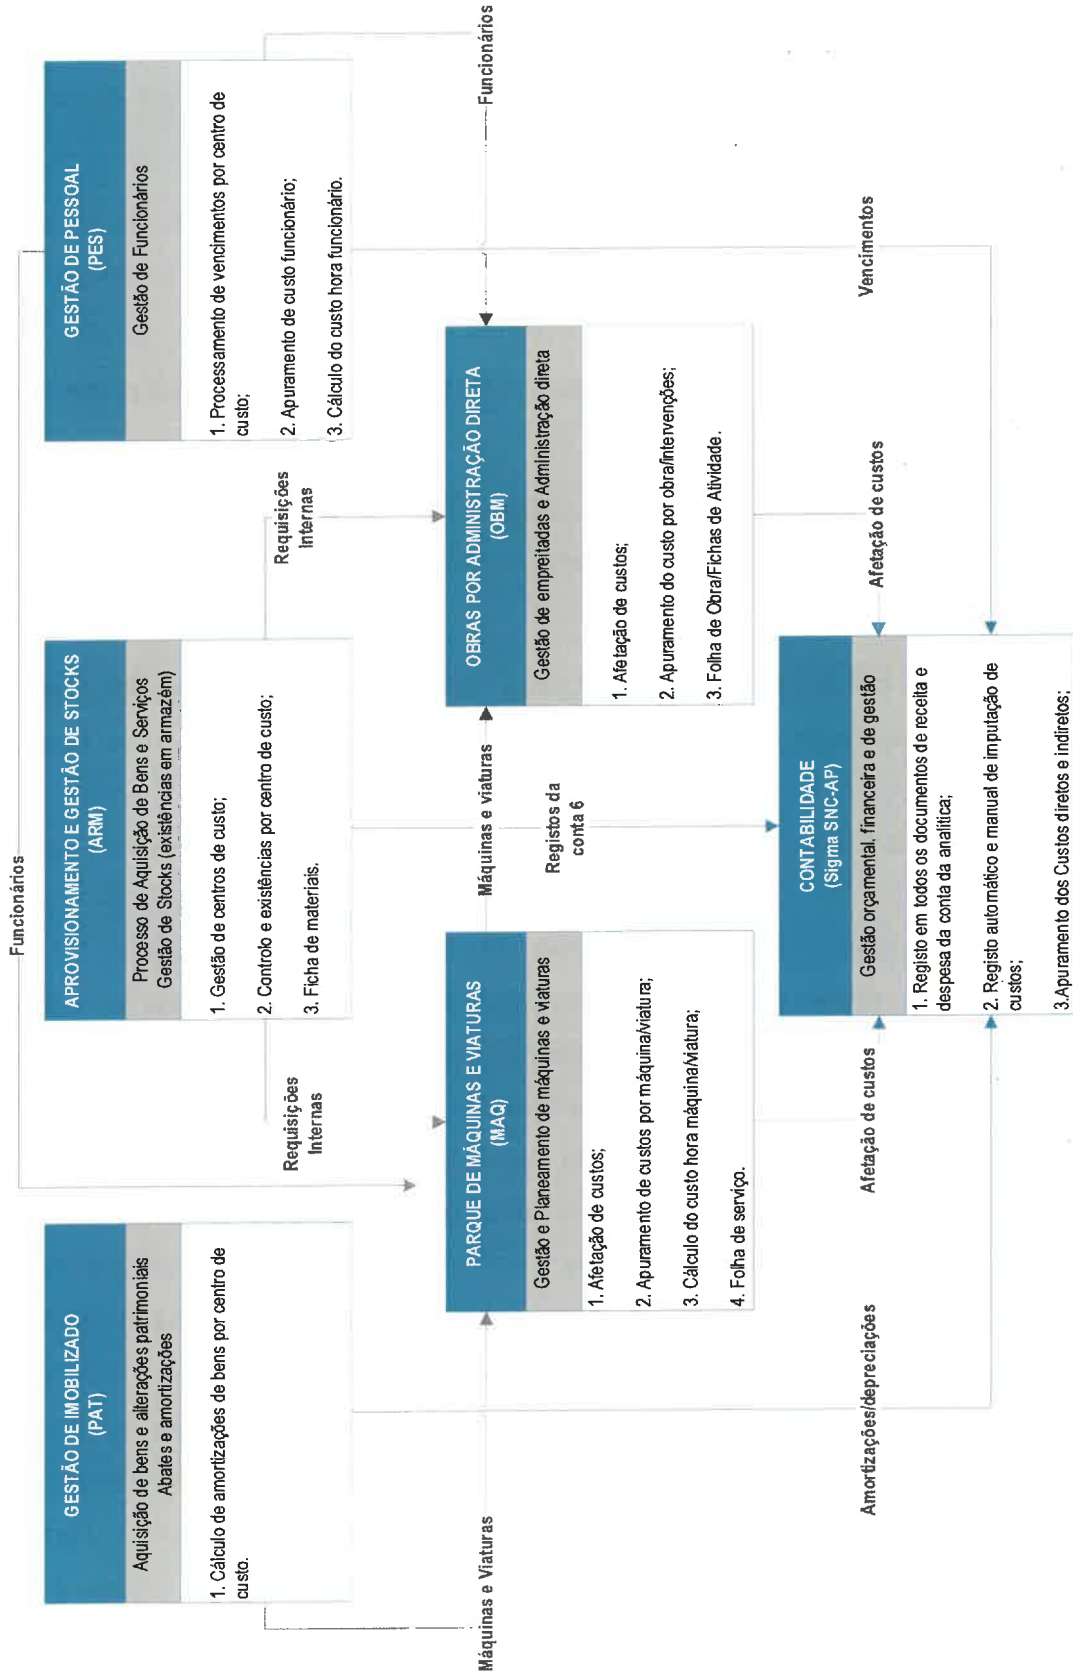 Funcionários
GESTÃO DE IMOBILIZADO
(PAT)
Aquisição de bens e alterações patrimoniais
Abates e amortizações
1. Cálculo de amortizações de bens por centro de
custo.
APROVISIONAMENTO E GESTÃO DE STOCKS
(ARM)
Processo de Aquisição de Bens e Serviços
Gestão de Stocks (existências em armazém)
1. Gestão de centros de custo;
2. Controlo e existências por centro de custo;
3. Ficha de materiais.
GESTÃO DE PESSOAL
(PES)
Gestão de Funcionários
1. Processamento de vencimentos por centro de
custo;
2. Apuramento de custo funcionário;
3. Cálculo do custo hora funcionário.
Requisições
Internas
Requisições
Internas
Máquinas e Viaturas
PARQUE DE MÁQUINAS E VIATURAS
(MAQ)
Gestão e Planeamento de máquinas e viaturas
1. Afetação de custos;
2. Apuramento de custos por máquina/viatura;
3. Cálculo do custo hora máquina/viatura;
4. Folha de serviço.
Máquinas e viaturas
OBRAS POR ADMINISTRAÇÃO DIRETA
(OBM)
Gestão de empreitadas e Administração direta
1. Afetação de custos;
2. Apuramento do custo por obra/intervenções;
3. Folha de Obra/Fichas de Atividade.
Funcionários
Registos da
conta 6
Amortizações/depreciações
Afetação de custos
Afetação de custos
Vencimentos
CONTABILIDADE
(Sigma SNC-AP)
Gestão orçamental. financeira e de gestão
1. Registo em todos os documentos de receita e
despesa da conta da analítica;
2. Registo automático e manual de imputação de
custos;
3.Apuramento dos Custos diretos e indiretos;